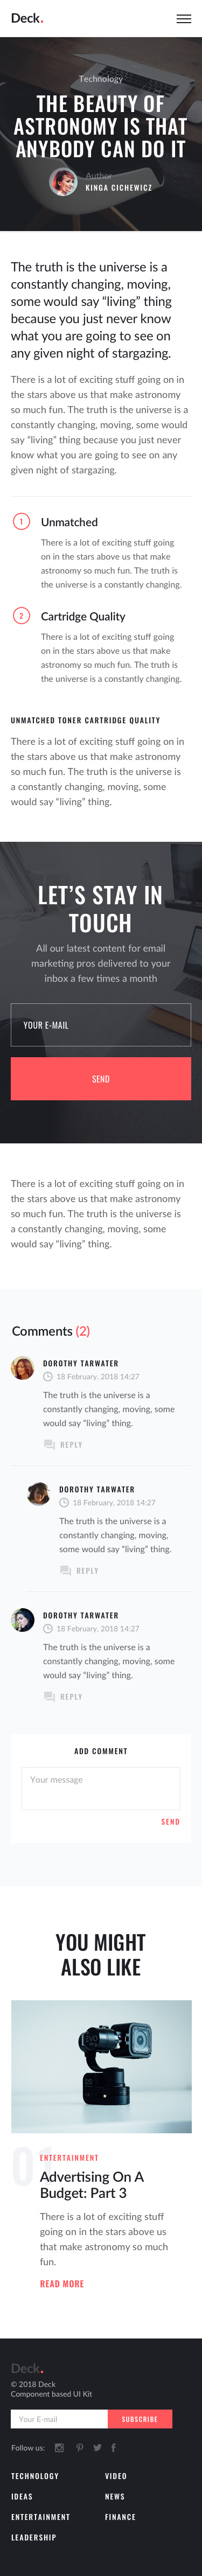 Deck.
Technology
THE BEAUTY OF
ASTRONOMY IS THAT
ANYBODY CAN DO IT
Author
KINGA CICHEWICZ
The truth is the universe is a
constantly changing, moving,
some would say “living” thing
because you just never know
what you are going to see on
any given night of stargazing.
There is a lot of exciting stuff going on in
the stars above us that make astronomy
so much fun. The truth is the universe is a
constantly changing, moving, some would
say “living” thing because you just never
know what you are going to see on any
given night of stargazing.
1 Unmatched
There is a lot of exciting stuff going
on in the stars above us that make
astronomy so much fun. The truth is
the universe is a constantly changing.
2 Cartridge Quality
There is a lot of exciting stuff going
on in the stars above us that make
astronomy so much fun. The truth is
the universe is a constantly changing.
UNMATCHED TONER CARTRIDGE QUALITY
There is a lot of exciting stuff going on in
the stars above us that make astronomy
so much fun. The truth is the universe is
a constantly changing, moving, some
would say “living” thing.
LET’S STAY IN
TOUCH
All our latest content for email
marketing pros delivered to your
inbox a few times a month
YOUR E-MAIL
SEND
There is a lot of exciting stuff going on in
the stars above us that make astronomy
so much fun. The truth is the universe is
a constantly changing, moving, some
would say “living” thing.
Comments (2)
DOROTHY TARWATER
18 February, 2018 14:27
The truth is the universe is a
constantly changing, moving, some
would say “living” thing.
REPLY
DOROTHY TARWATER
18 February, 2018 14:27
The truth is the universe is a
constantly changing, moving,
some would say “living” thing.
REPLY
DOROTHY TARWATER
18 February, 2018 14:27
The truth is the universe is a
constantly changing, moving, some
would say “living” thing.
REPLY
ADD COMMENT
Your message
SEND
YOU MIGHT
ALSO LIKE
01
ENTERTAINMENT
Advertising On A
Budget: Part 3
There is a lot of exciting stuff
going on in the stars above us
that make astronomy so much
fun.
READ MORE
Deck.
© 2018 Deck
Component based UI Kit
Your E-mail SUBSCRIBE
Follow us:
TECHNOLOGY VIDEO
IDEAS NEWS
ENTERTAINMENT FINANCE
LEADERSHIP